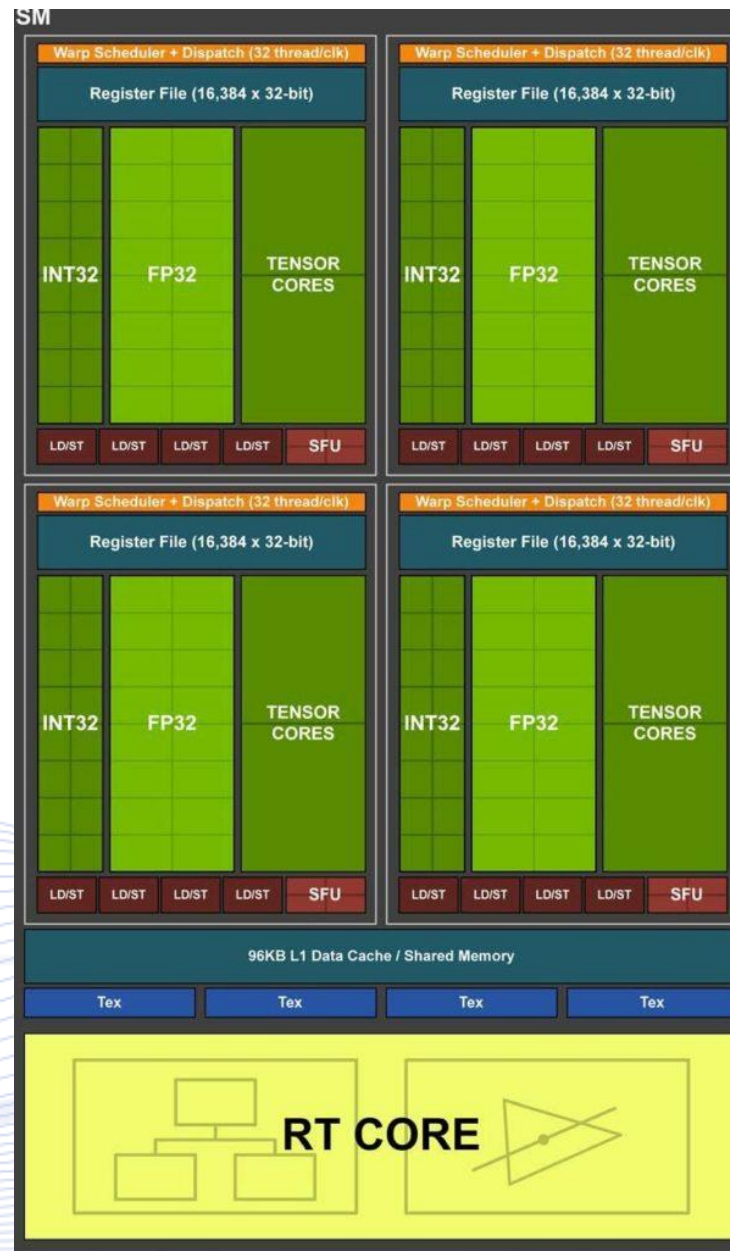 SM
Warp Scheduler + Dispatch (32 thread/clk)
Register File (16,384 x 32-bit)
INT32
FP32
TENSOR
CORES
LD/ST
LD/ST
LD/ST
LD/ST
SFU
Warp Scheduler + Dispatch (32 thread/clk)
Register File (16,384 x 32-bit)
INT32
FP32
TENSOR
CORES
LD/ST
LD/ST
LD/ST
LD/ST
SFU
Warp Scheduler + Dispatch (32 thread/clk)
Register File (16,384 x 32-bit)
INT32
FP32
TENSOR
CORES
LD/ST
LD/ST
LD/ST
LD/ST
SFU
Warp Scheduler + Dispatch (32 thread/clk)
Register File (16,384 x 32-bit)
INT32
FP32
TENSOR
CORES
LD/ST
LD/ST
LD/ST
LD/ST
SFU
96KB L1 Data Cache / Shared Memory
Tex
Tex
Tex
Tex
RT CORE